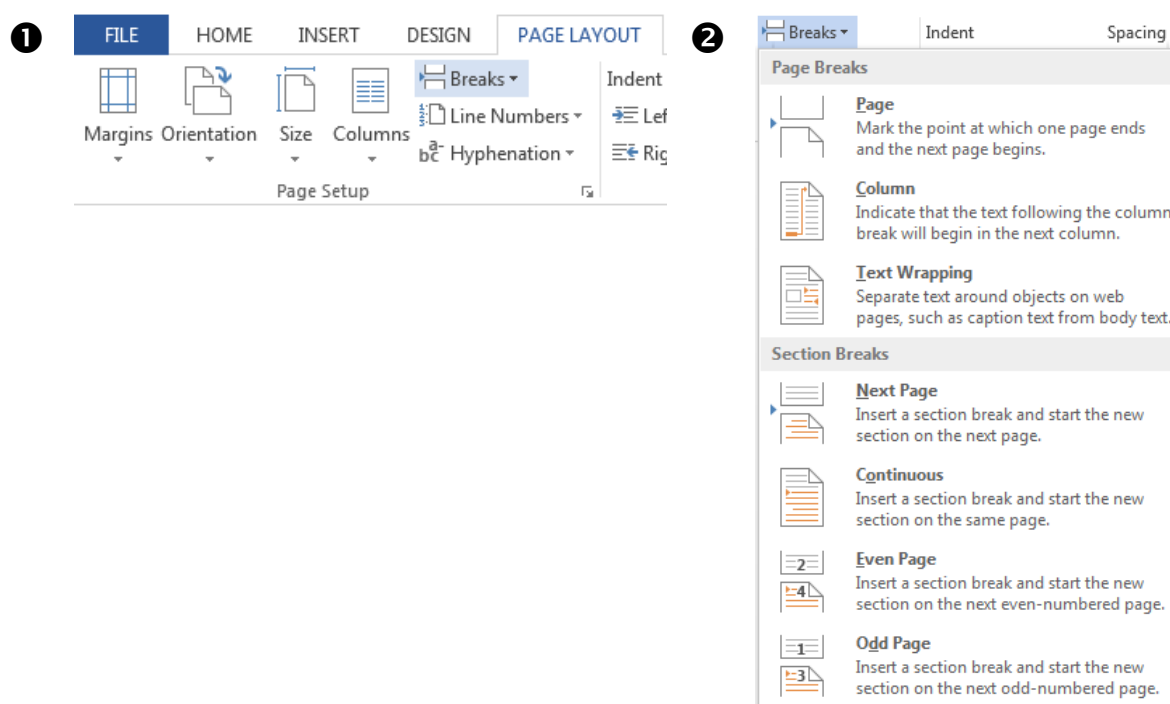 ❶
FILE HOME INSERT DESIGN PAGE LAYOUT
Breaks
Line Numbers
Hyphenation
Margins Orientation Size Columns
Page Setup
Indent
Lef
Rig
❷
Breaks Indent Spacing
Page Breaks
Page
Mark the point at which one page ends
and the next page begins.
Column
Indicate that the text following the column
break will begin in the next column.
Text Wrapping
Separate text around objects on web
pages, such as caption text from body text.
Section Breaks
Next Page
Insert a section break and start the new
section on the next page.
Continuous
Insert a section break and start the new
section on the same page.
2
4
Even Page
Insert a section break and start the new
section on the next even-numbered page.
1
3
Odd Page
Insert a section break and start the new
section on the next odd-numbered page.